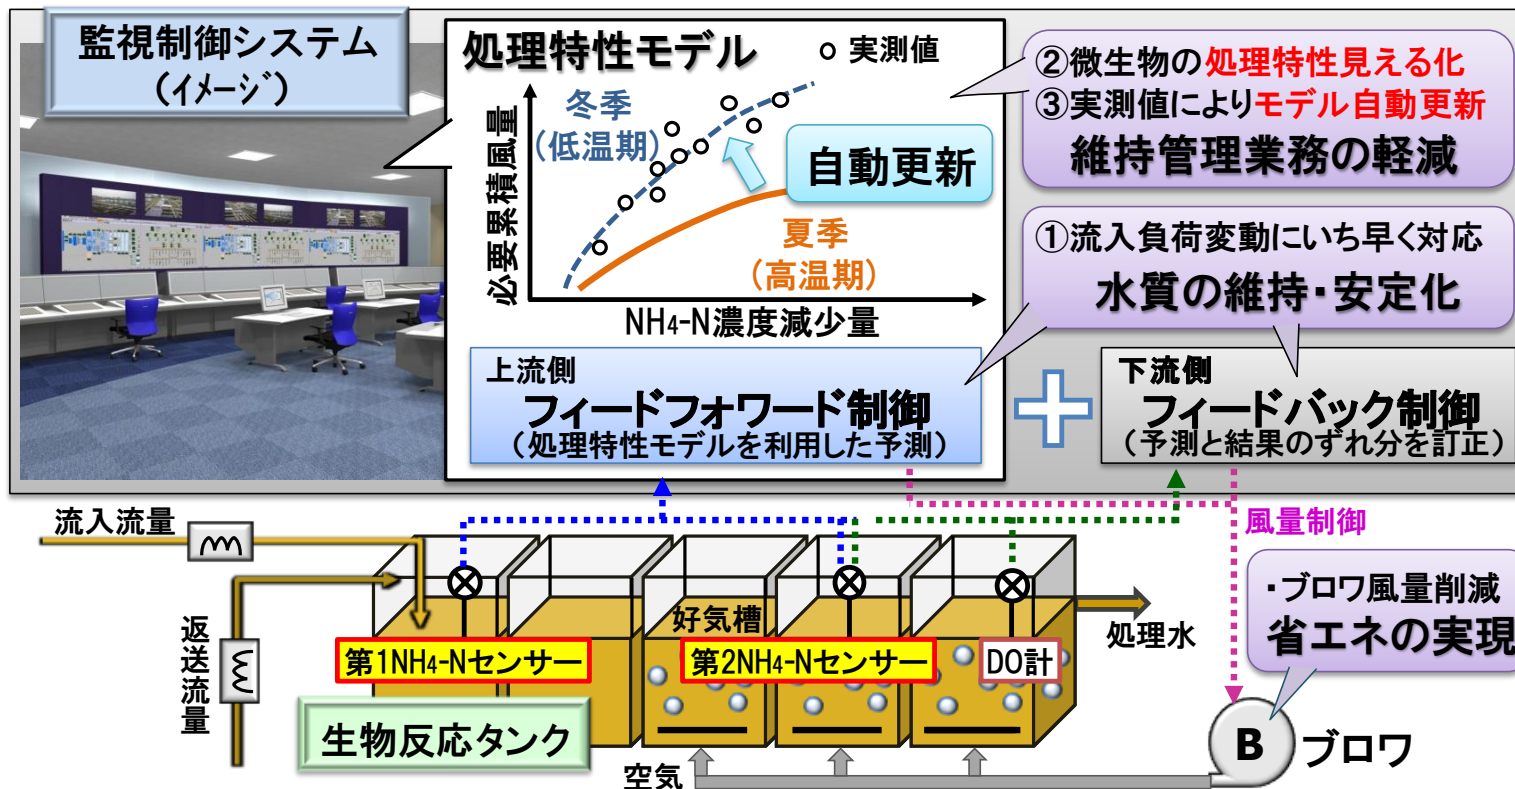 監視制御システム
(イメージ)
処理特性モデル
実測値
冬季
(低温期)
自動更新
夏季
(高温期)
必要累積風量
NH4-N濃度減少量
②微生物の処理特性見える化
③実測値によりモデル自動更新
維持管理業務の軽減
①流入負荷変動にいち早く対応
水質の維持・安定化
上流側
フィードフォワード制御
(処理特性モデルを利用した予測)
下流側
フィードバック制御
(予測と結果のずれ分を訂正)
流入流量
風量制御
返送流量
好気槽
第1NH4-Nセンサー
第2NH4-Nセンサー
DO計
処理水
・ブロワ風量削減
省エネの実現
生物反応タンク
空気
B
ブロワ